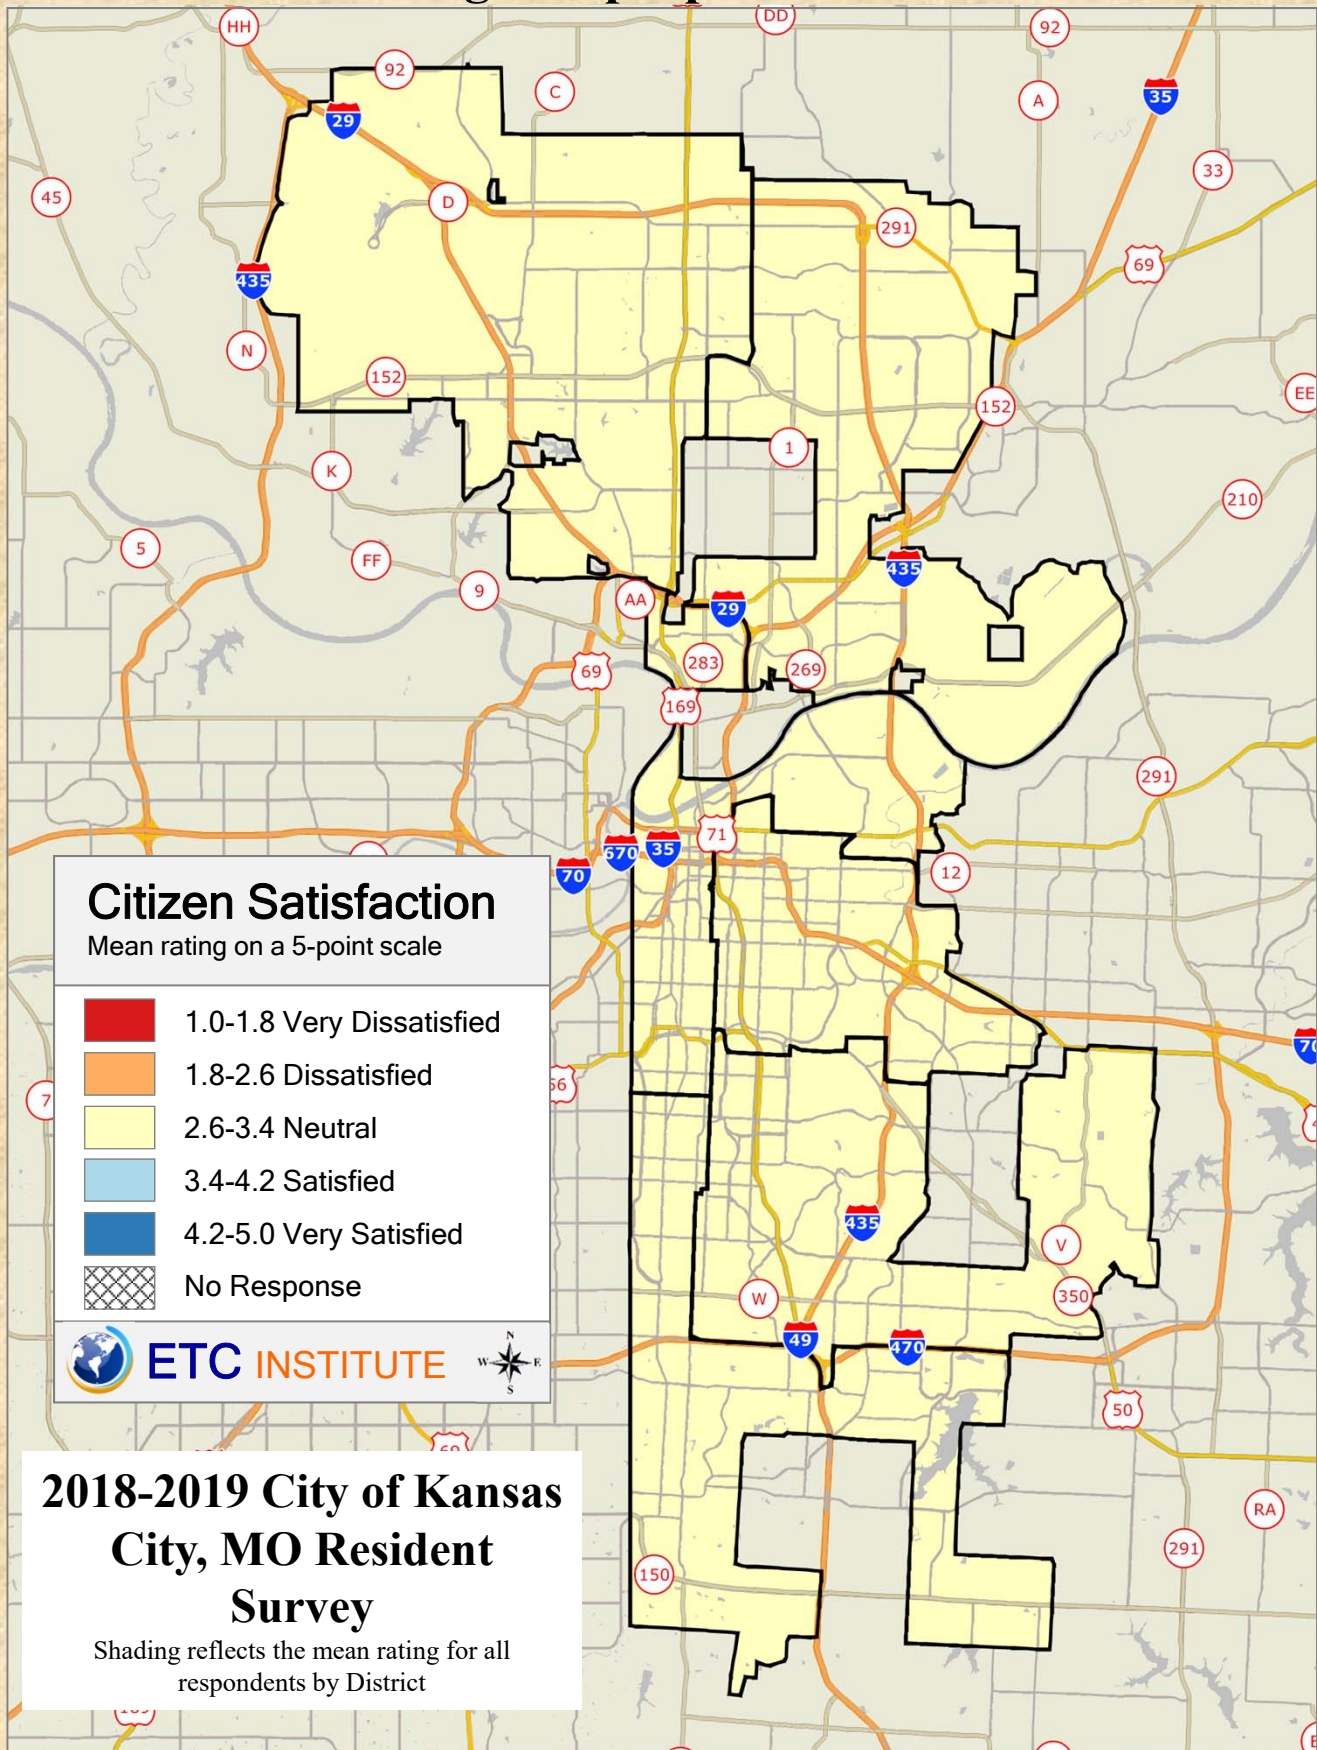 HH
DD
92
92
C
A
35
29
33
45
D
291
69
435
N
152
EE
152
1
K
210
5
FF
435
9
AA
29
283
269
69
169
291
71
670
35
70
12
Citizen Satisfaction
Mean rating on a 5-point scale
1.0-1.8 Very Dissatisfied
1.8-2.6 Dissatisfied
2.6-3.4 Neutral
3.4-4.2 Satisfied
4.2-5.0 Very Satisfied
No Response
ETC INSTITUTE
N
W
E
S
70
7
435
V
W
350
49
470
50
RA
291
150
2018-2019 City of Kansas
City, MO Resident
Survey
Shading reflects the mean rating for all
respondents by District